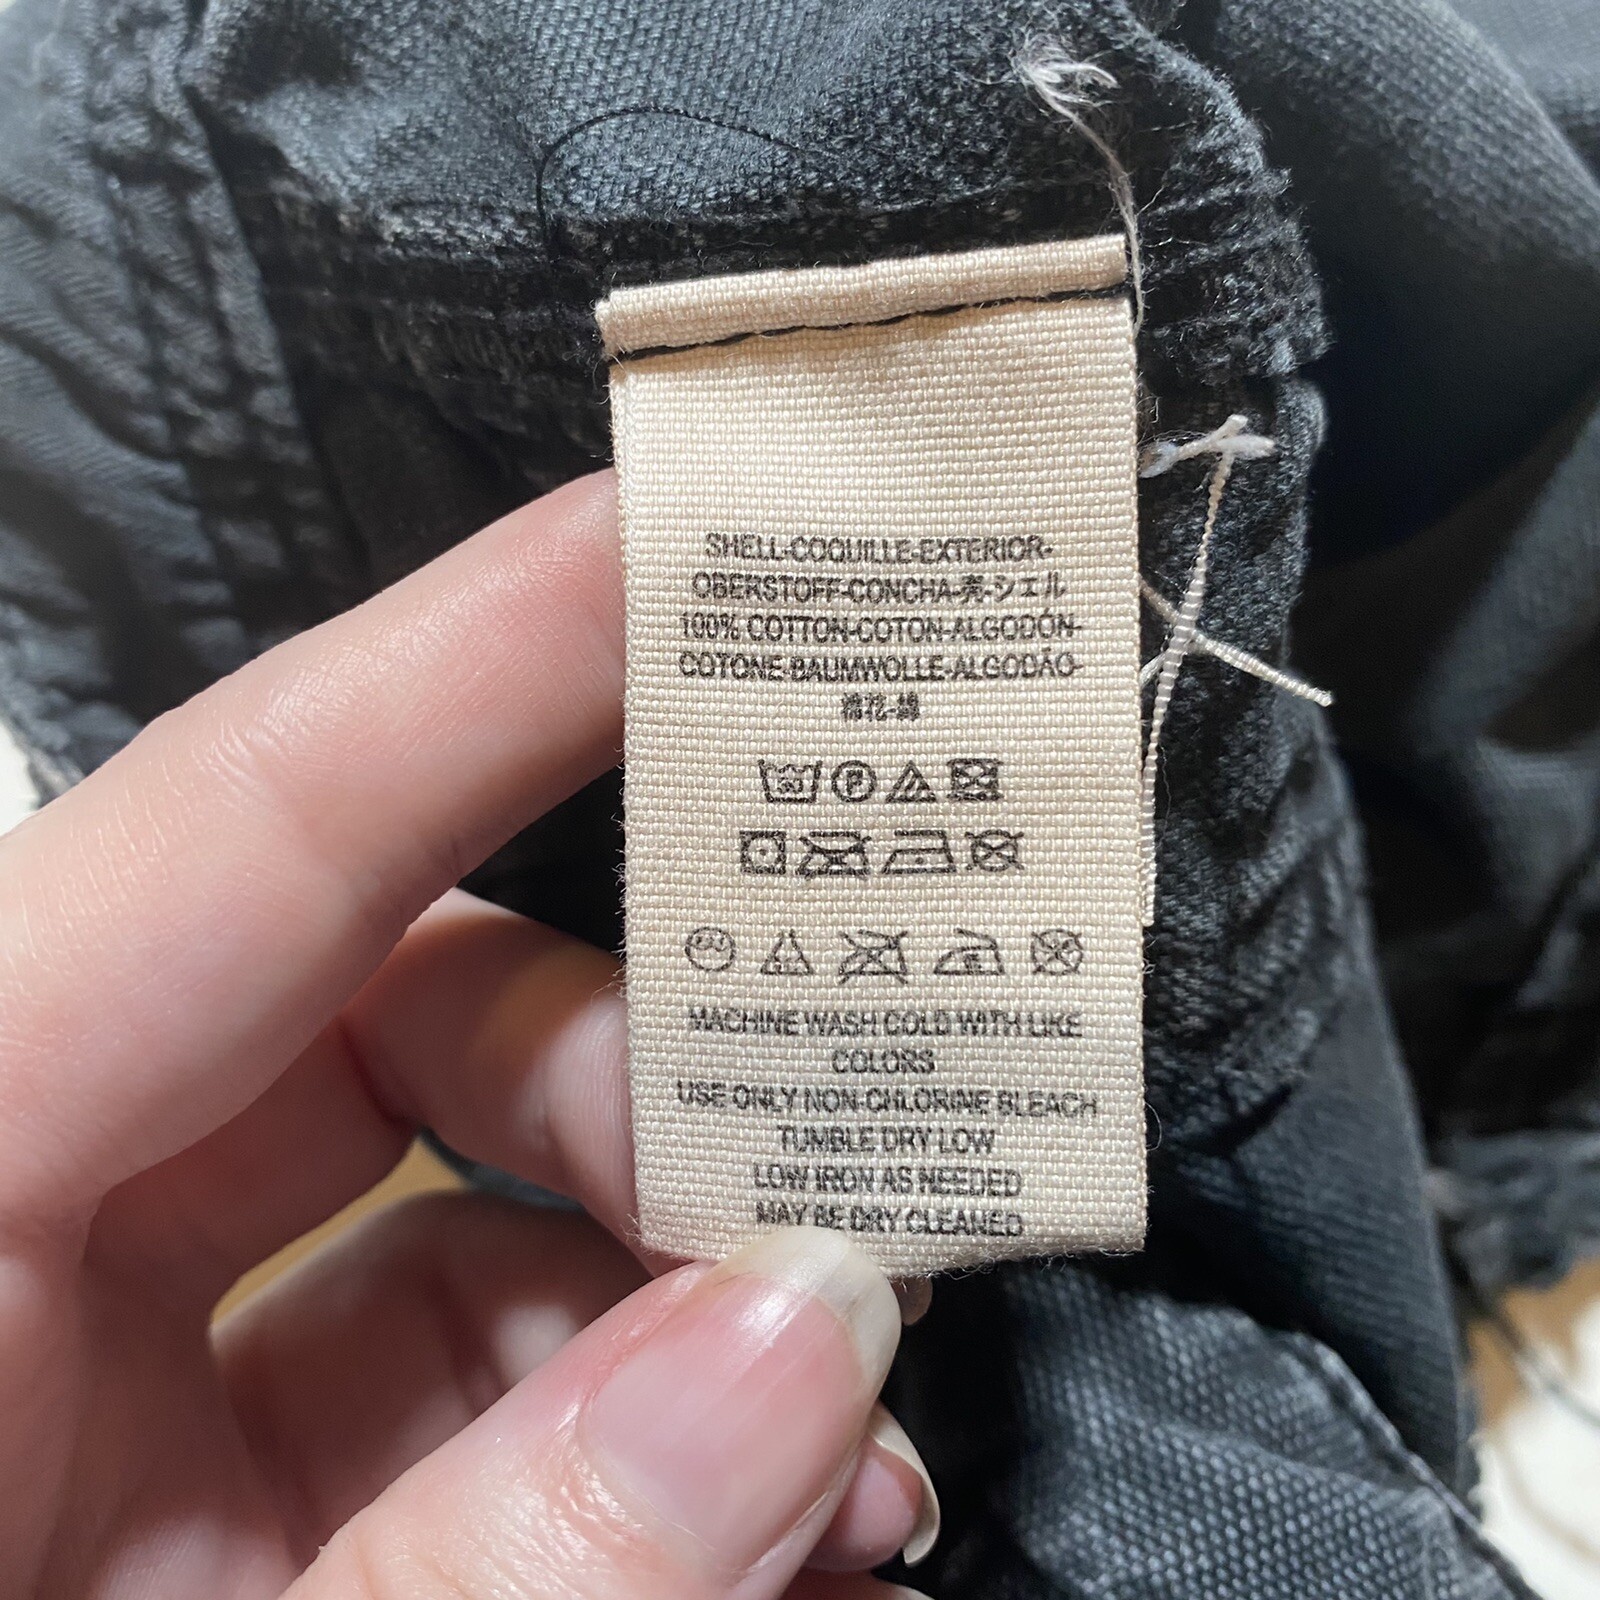 SHELL-COQUILLE-EXTERIOR-
OBERSTOFF-CONCHA-壳-シェル
100% COTTON-COTON-ALGODÓN-
COTONE-BAUMWOLLE-ALGODÃO-
棉花-綿
30
P
MACHINE WASH COLD WITH LIKE
COLORS
USE ONLY NON-CHLORINE BLEACH
TUMBLE DRY LOW
LOW IRON AS NEEDED
MAY BE DRY CLEANED